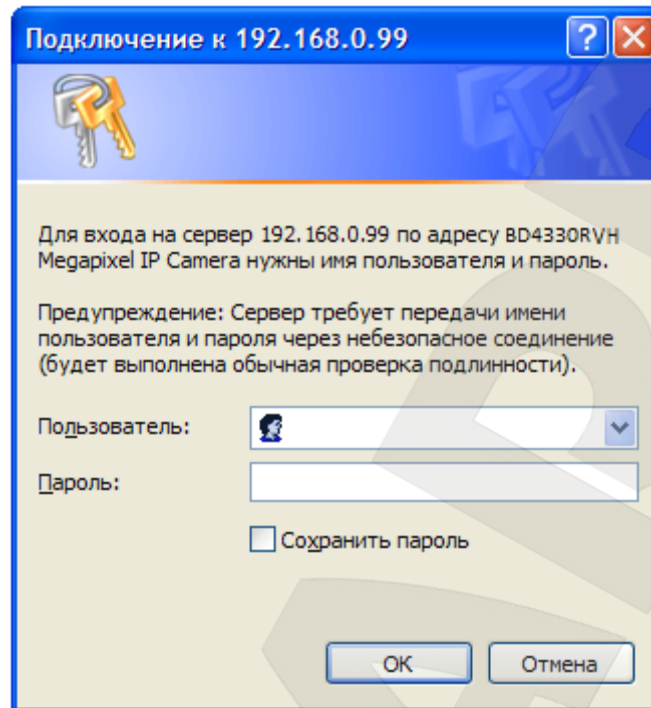 Подключение к 192.168.0.99
Для входа на сервер 192.168.0.99 по адресу BD4330RVH
Megapixel IP Camera нужны имя пользователя и пароль.
Предупреждение: Сервер требует передачи имени
пользователя и пароля через небезопасное соединение
(будет выполнена обычная проверка подлинности).
Пользователь:
Пароль:
Сохранить пароль
OK
Отмена